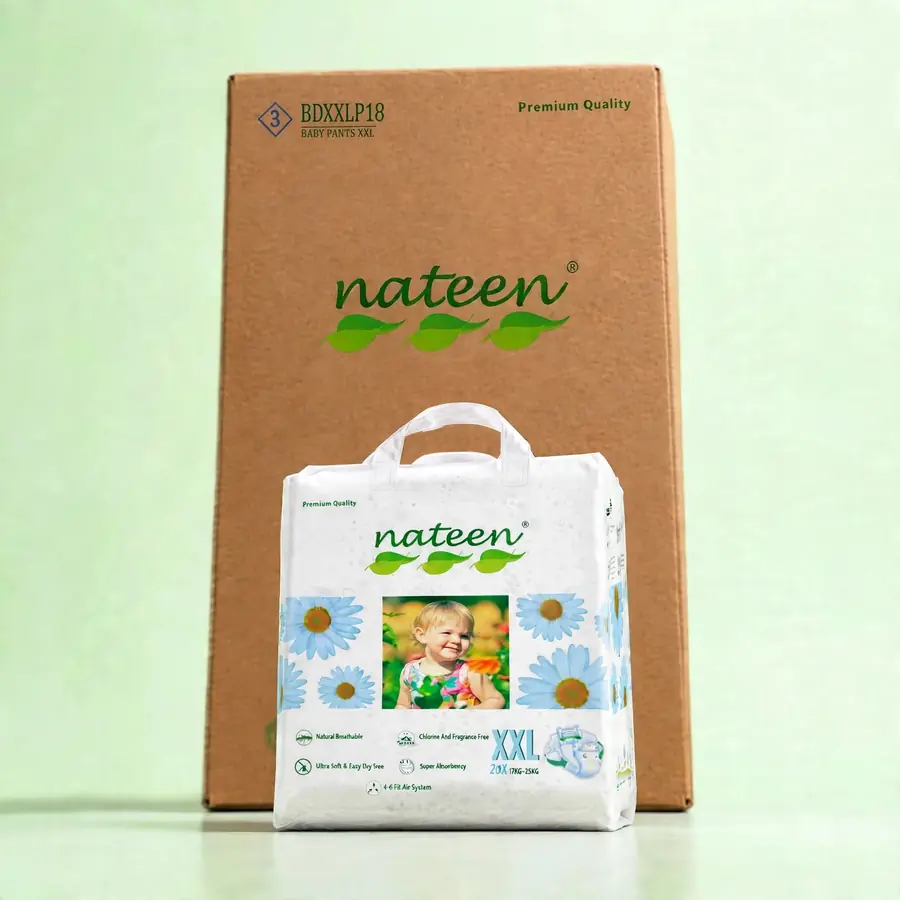 3
BDXXLP18
BABY PANTS XXL
Premium Quality
nateen®
Premium Quality
nateen®
Natural Breathable
Chlorine And Fragrance Free
XXL
20X 17KG-25KG
Ultra Soft & Easy Dry Tree
Super Absorbency
4-6 Fit Air System